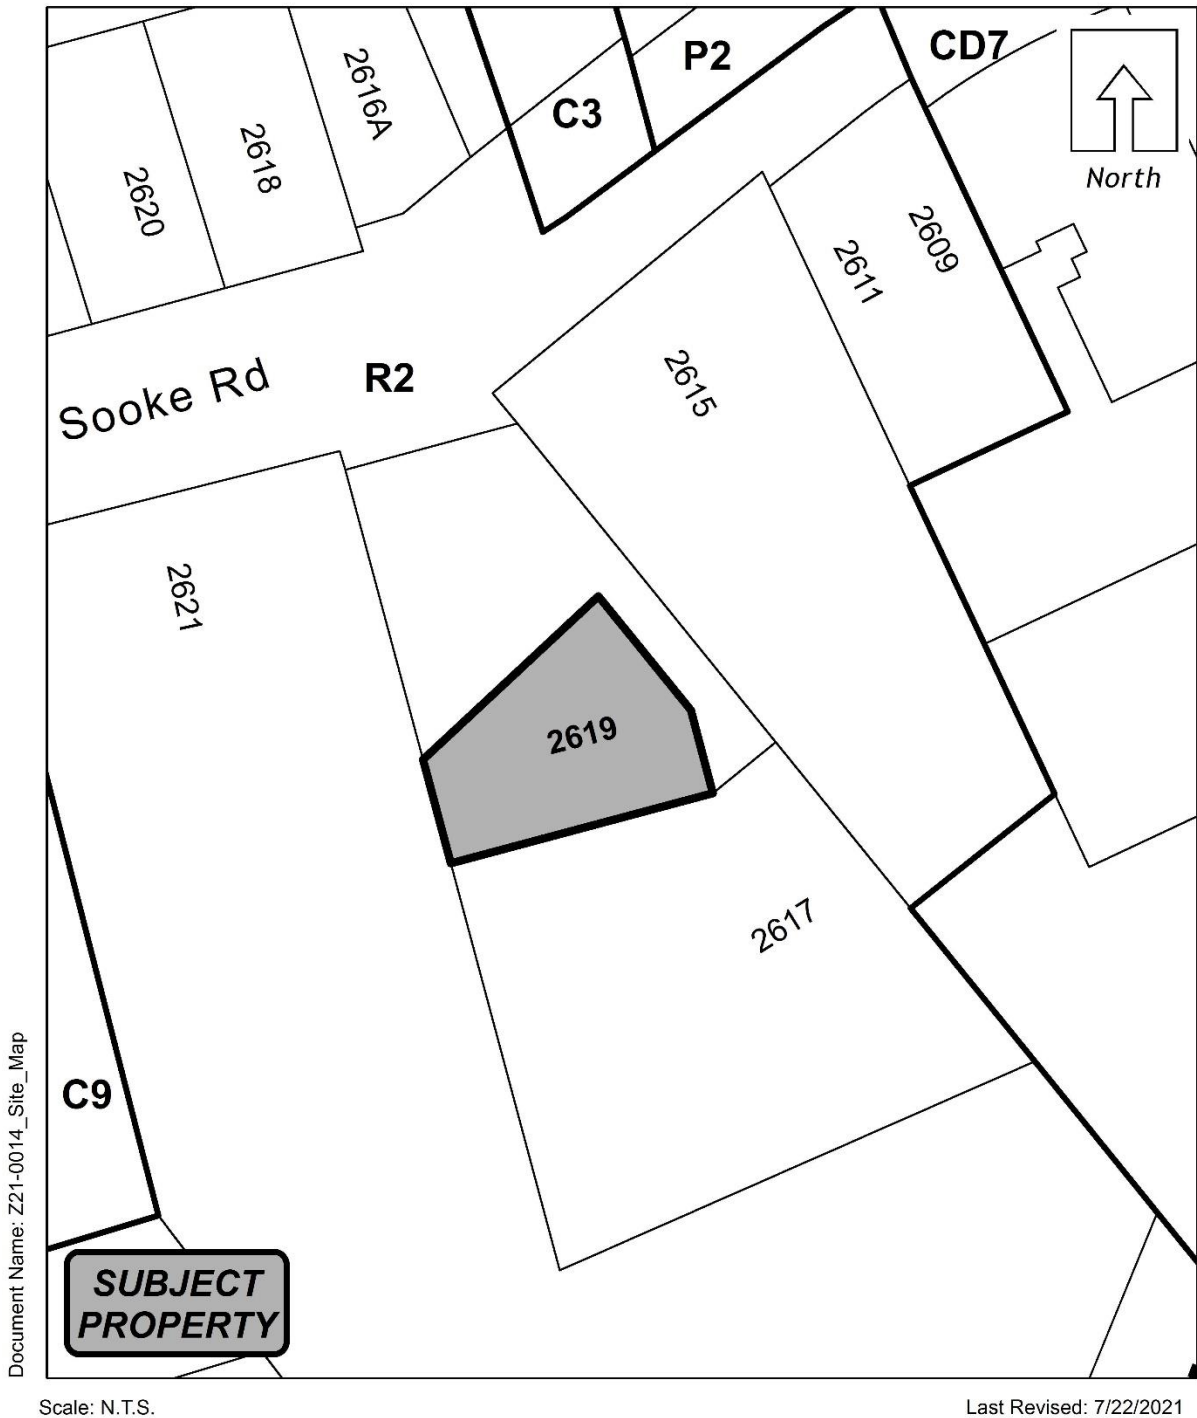 P2
CD7
C3
2616A
2618
2620
North
2609
2611
2615
R2
Sooke Rd
2621
2619
2617
C9
SUBJECT
PROPERTY
Document Name: Z21-0014_Site_Map
Scale: N.T.S.
Last Revised: 7/22/2021